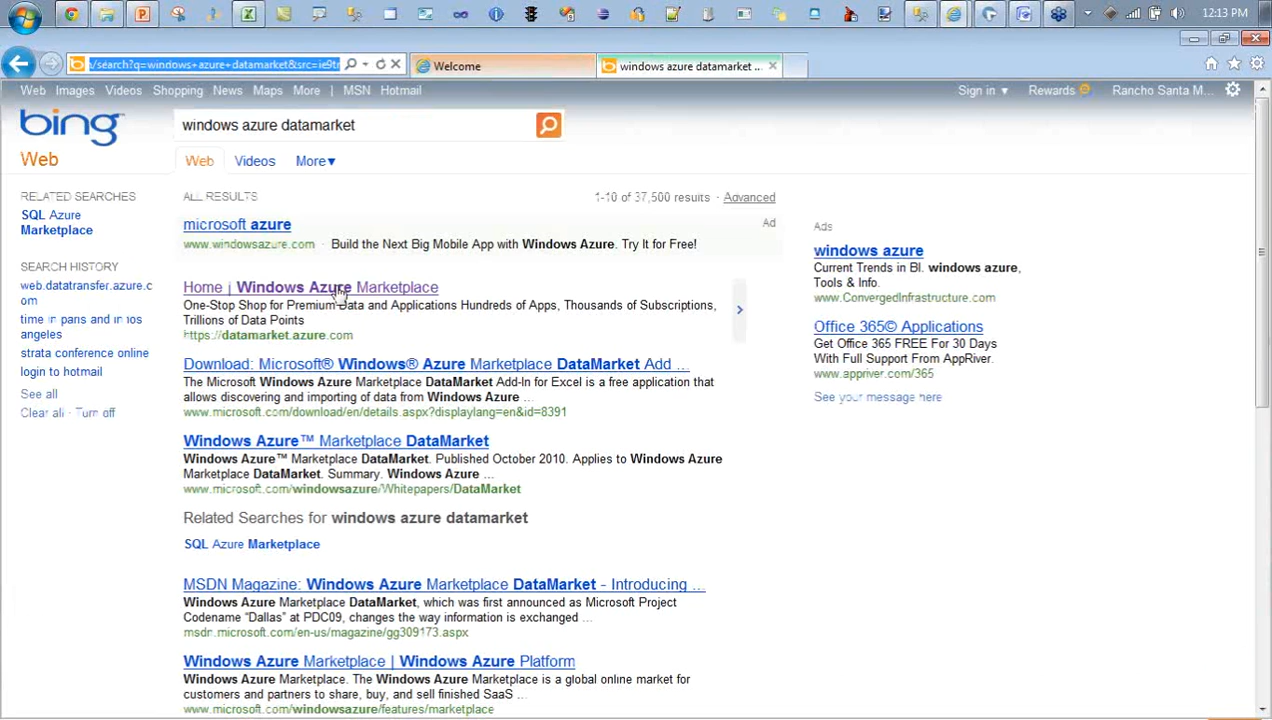 12:13 PM
n/search?q=windows+azure+datamarket&src=ie9tr
Welcome
windows azure datamarket ...
Web Images Videos Shopping News Maps More | MSN Hotmail
Sign in Rewards Rancho Santa M...
bing
windows azure datamarket
Web
Web Videos More▾
RELATED SEARCHES
SQL Azure
Marketplace
SEARCH HISTORY
web.datatransfer.azure.c
om
time in paris and in los
angeles
strata conference online
login to hotmail
See all
Clear all · Turn off
ALL RESULTS
1-10 of 37,500 results · Advanced
microsoft azure
Ad
www.windowsazure.com · Build the Next Big Mobile App with Windows Azure. Try It for Free!
Home | Windows Azure Marketplace
One-Stop Shop for Premium Data and Applications Hundreds of Apps, Thousands of Subscriptions,
Trillions of Data Points
https://datamarket.azure.com
Download: Microsoft® Windows® Azure Marketplace DataMarket Add ...
The Microsoft Windows Azure Marketplace DataMarket Add-In for Excel is a free application that
allows discovering and importing of data from Windows Azure ...
www.microsoft.com/download/en/details.aspx?displaylang=en&id=8391
Windows Azure™ Marketplace DataMarket
Windows Azure™ Marketplace DataMarket. Published October 2010. Applies to Windows Azure
Marketplace DataMarket. Summary. Windows Azure ...
www.microsoft.com/windowsazure/Whitepapers/DataMarket
Related Searches for windows azure datamarket
SQL Azure Marketplace
MSDN Magazine: Windows Azure Marketplace DataMarket - Introducing ...
Windows Azure Marketplace DataMarket, which was first announced as Microsoft Project
Codename “Dallas” at PDC09, changes the way information is exchanged ...
msdn.microsoft.com/en-us/magazine/gg309173.aspx
Windows Azure Marketplace | Windows Azure Platform
Windows Azure Marketplace. The Windows Azure Marketplace is a global online market for
customers and partners to share, buy, and sell finished SaaS ...
www.microsoft.com/windowsazure/features/marketplace
Ads
windows azure
Current Trends in BI. windows azure,
Tools & Info.
www.ConvergedInfrastructure.com
Office 365© Applications
Get Office 365 FREE For 30 Days
With Full Support From AppRiver.
www.appriver.com/365
See your message here